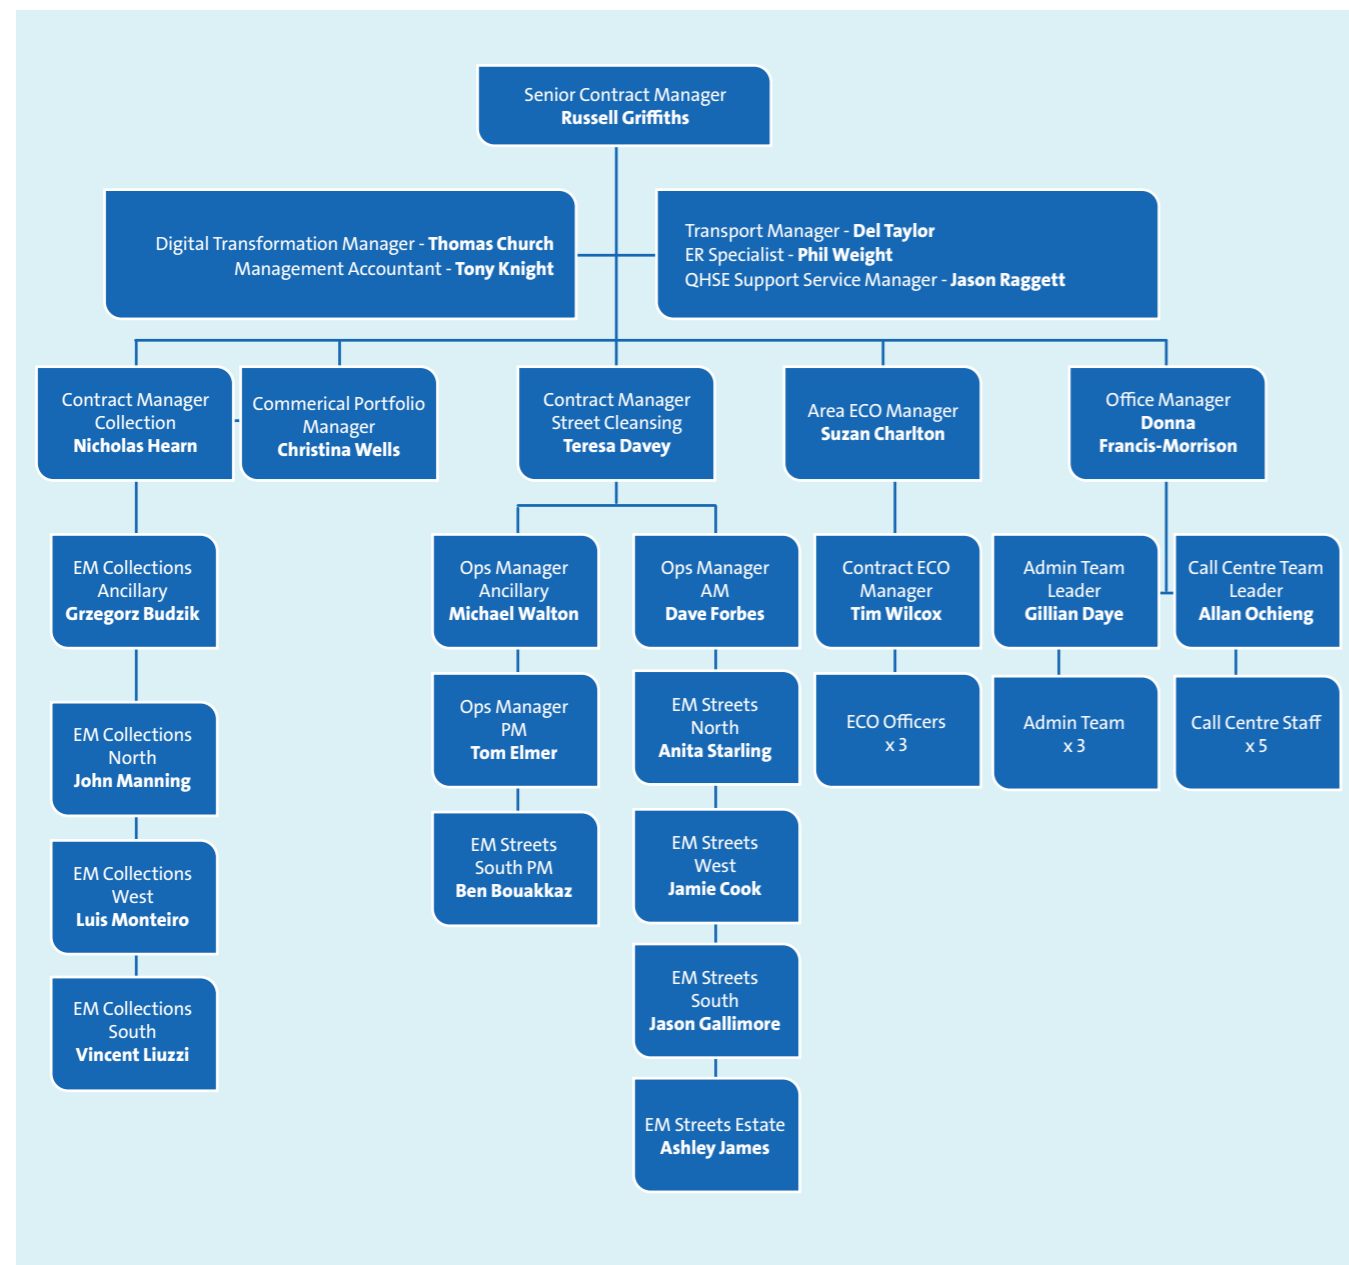 Senior Contract Manager
Russell Griffiths
Digital Transformation Manager - Thomas Church
Management Accountant - Tony Knight
Transport Manager - Del Taylor
ER Specialist - Phil Weight
QHSE Support Service Manager - Jason Raggett
Contract Manager
Collection
Nicholas Hearn
Commerical Portfolio
Manager
Christina Wells
Contract Manager
Street Cleansing
Teresa Davey
Area ECO Manager
Suzan Charlton
Office Manager
Donna
Francis-Morrison
EM Collections
Ancillary
Grzegorz Budzik
Ops Manager
Ancillary
Michael Walton
Ops Manager
AM
Dave Forbes
Contract ECO
Manager
Tim Wilcox
Admin Team
Leader
Gillian Daye
Call Centre Team
Leader
Allan Ochieng
EM Collections
North
John Manning
Ops Manager
PM
Tom Elmer
EM Streets
North
Anita Starling
ECO Officers
x 3
Admin Team
x 3
Call Centre Staff
x 5
EM Collections
West
Luis Monteiro
EM Streets
South PM
Ben Bouakkaz
EM Streets
West
Jamie Cook
EM Collections
South
Vincent Liuzzi
EM Streets
South
Jason Gallimore
EM Streets Estate
Ashley James